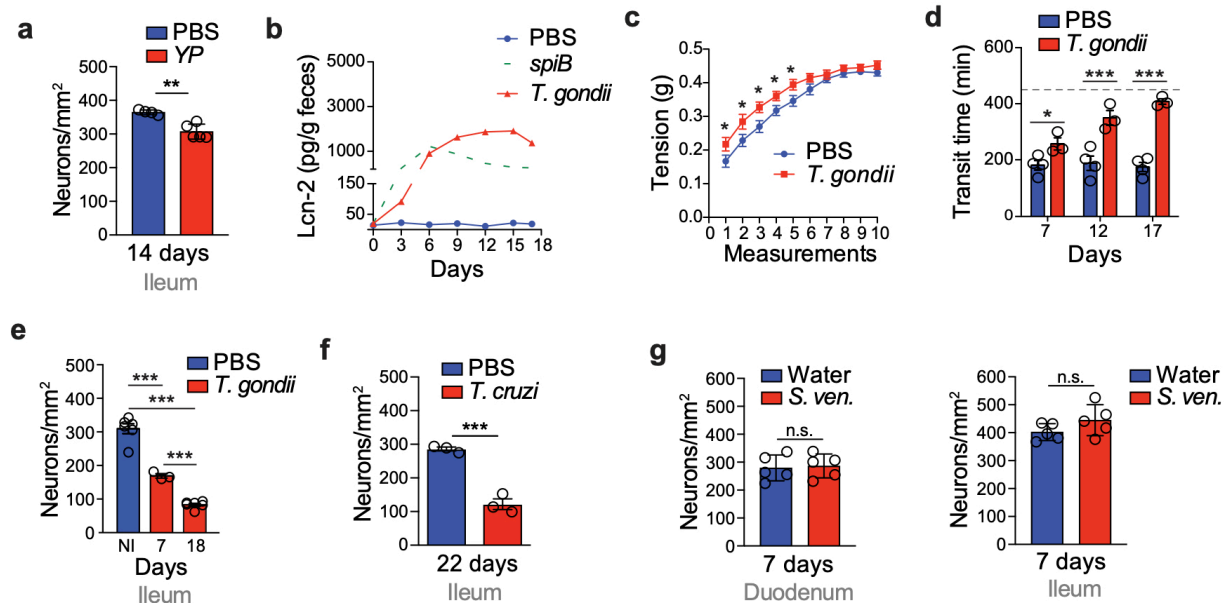 a
PBS
YP
Neurons/mm²
500
400
300
200
100
0
**
14 days
Ileum
b
PBS
spiB
T. gondii
Lcn-2 (pg/g feces)
5000
3000
1000
150
50
0 3 6 9 12 15 18
Days
c
Tension (g)
0.5
0.4
0.3
0.2
0.1
0.0
* * * * *
PBS
T. gondii
0 1 2 3 4 5 6 7 8 9 10
Measurements
d
PBS
T. gondii
Transit time (min)
600
400
200
0
* *** ***
7 12 17
Days
e
PBS
T. gondii
Neurons/mm²
500
400
300
200
100
0
***
***
***
NI 7 18
Days
Ileum
f
PBS
T. cruzi
Neurons/mm²
500
400
300
200
100
0
***
22 days
Ileum
g
Water
S. ven.
Neurons/mm²
600
500
400
300
200
100
0
n.s.
7 days
Duodenum
Water
S. ven.
Neurons/mm²
600
500
400
300
200
100
0
n.s.
7 days
Ileum